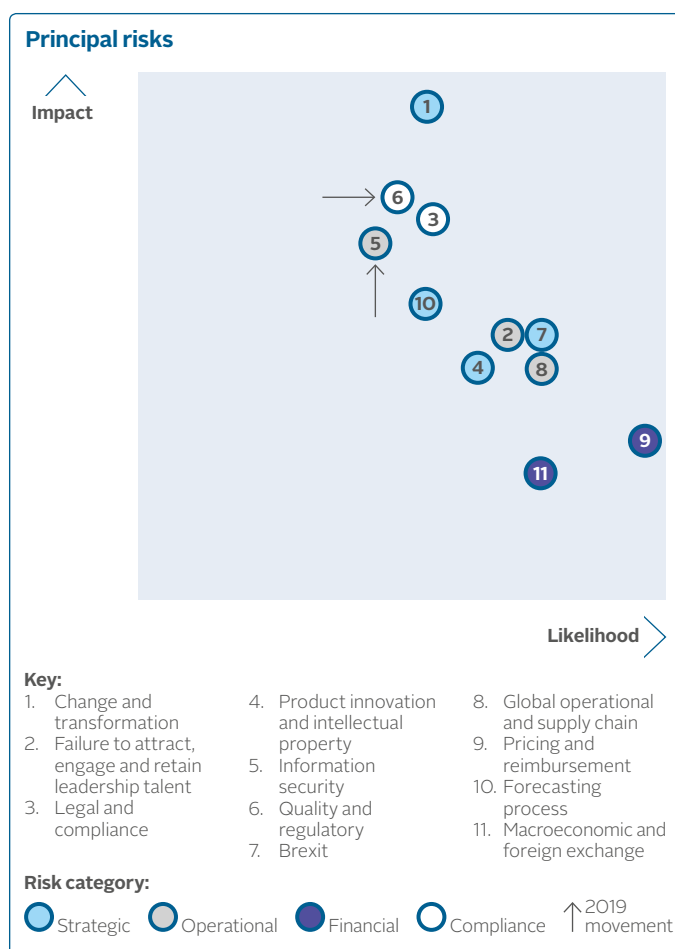 Principal risks
Impact
1
6
3
5
10
2
7
4
8
9
11
Likelihood
Key:
1. Change and
transformation
2. Failure to attract,
engage and retain
leadership talent
3. Legal and
compliance
4. Product innovation
and intellectual
property
5. Information
security
6. Quality and
regulatory
7. Brexit
8. Global operational
and supply chain
9. Pricing and
reimbursement
10. Forecasting
process
11. Macroeconomic and
foreign exchange
Risk category:
Strategic
Operational
Financial
Compliance
2019
movement